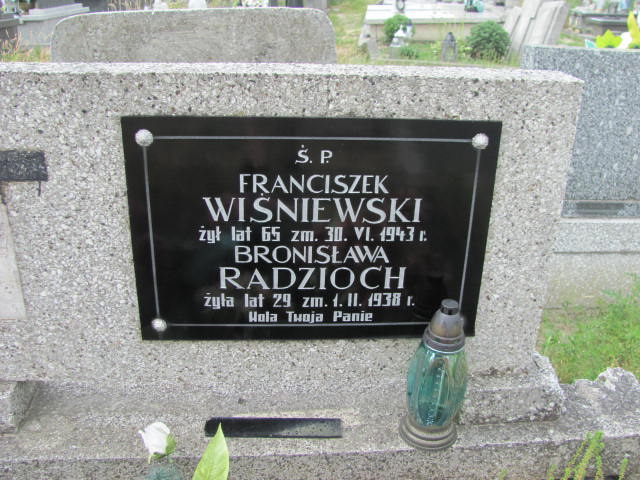 Ś. P.
FRANCISZEK
WIŚNIEWSKI
żył lat 65 zm. 30. VI. 1943 r.
BRONISŁAWA
RADZIOCH
żyła lat 29 zm. 1. II. 1938 r.
Wola Twoja Panie